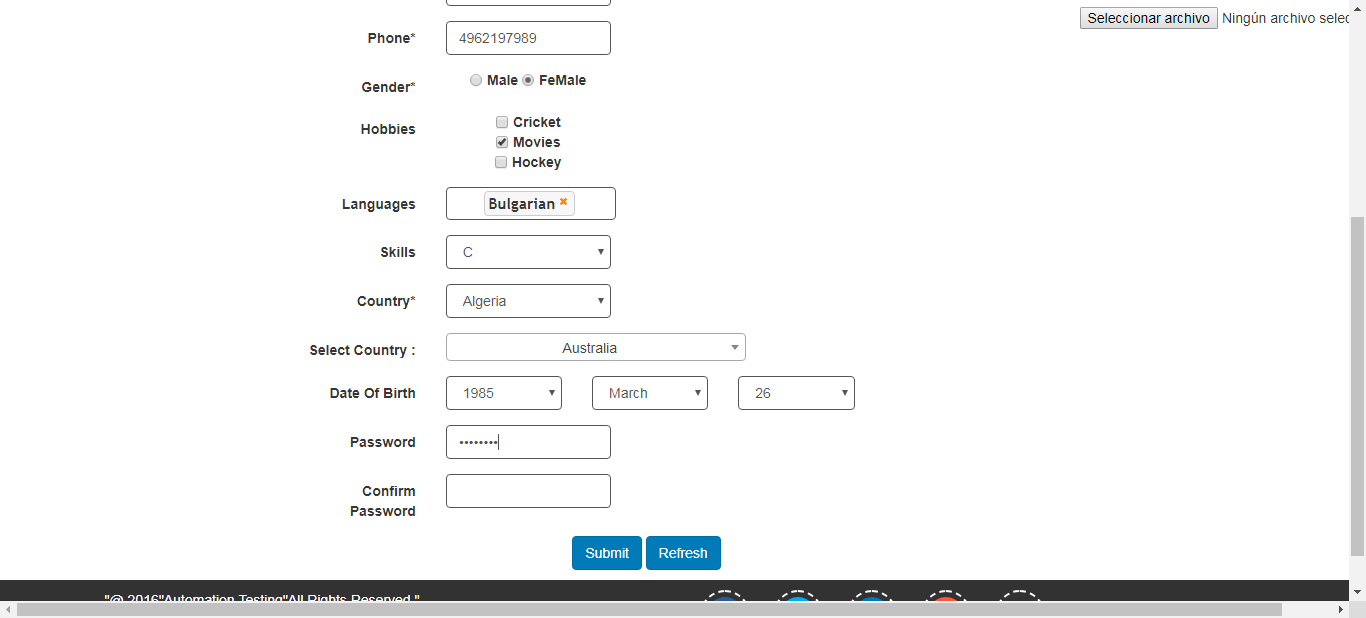 Seleccionar archivo Ningún archivo selec
Phone* 4962197989
Gender* Male FeMale
Hobbies Cricket
Movies
Hockey
Languages Bulgarian
Skills C
Country* Algeria
Select Country : Australia
Date Of Birth 1985 March 26
Password ••••••••
Confirm
Password
Submit Refresh
"@ 2016"Automation Testing"All Rights Reserved."